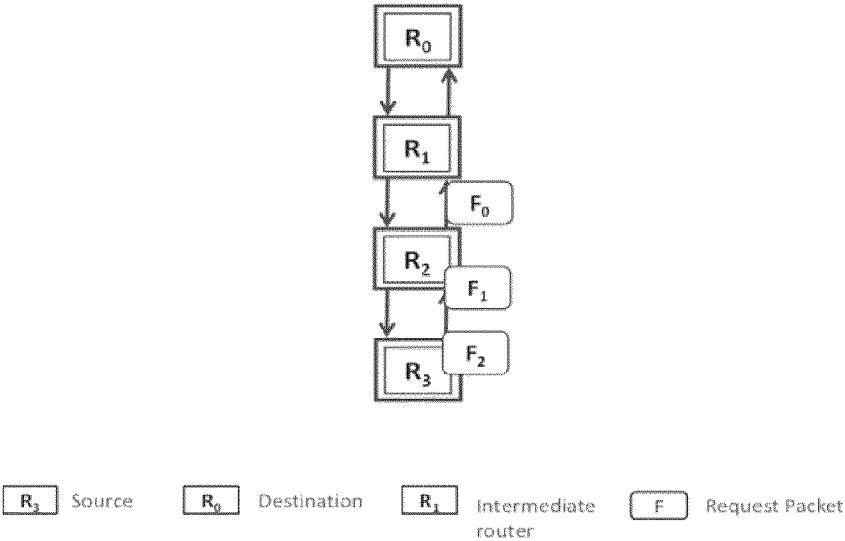 R0
R1
F0
R2
F1
F2
R3
R3 Source R0 Destination R1 Intermediate router F Request Packet